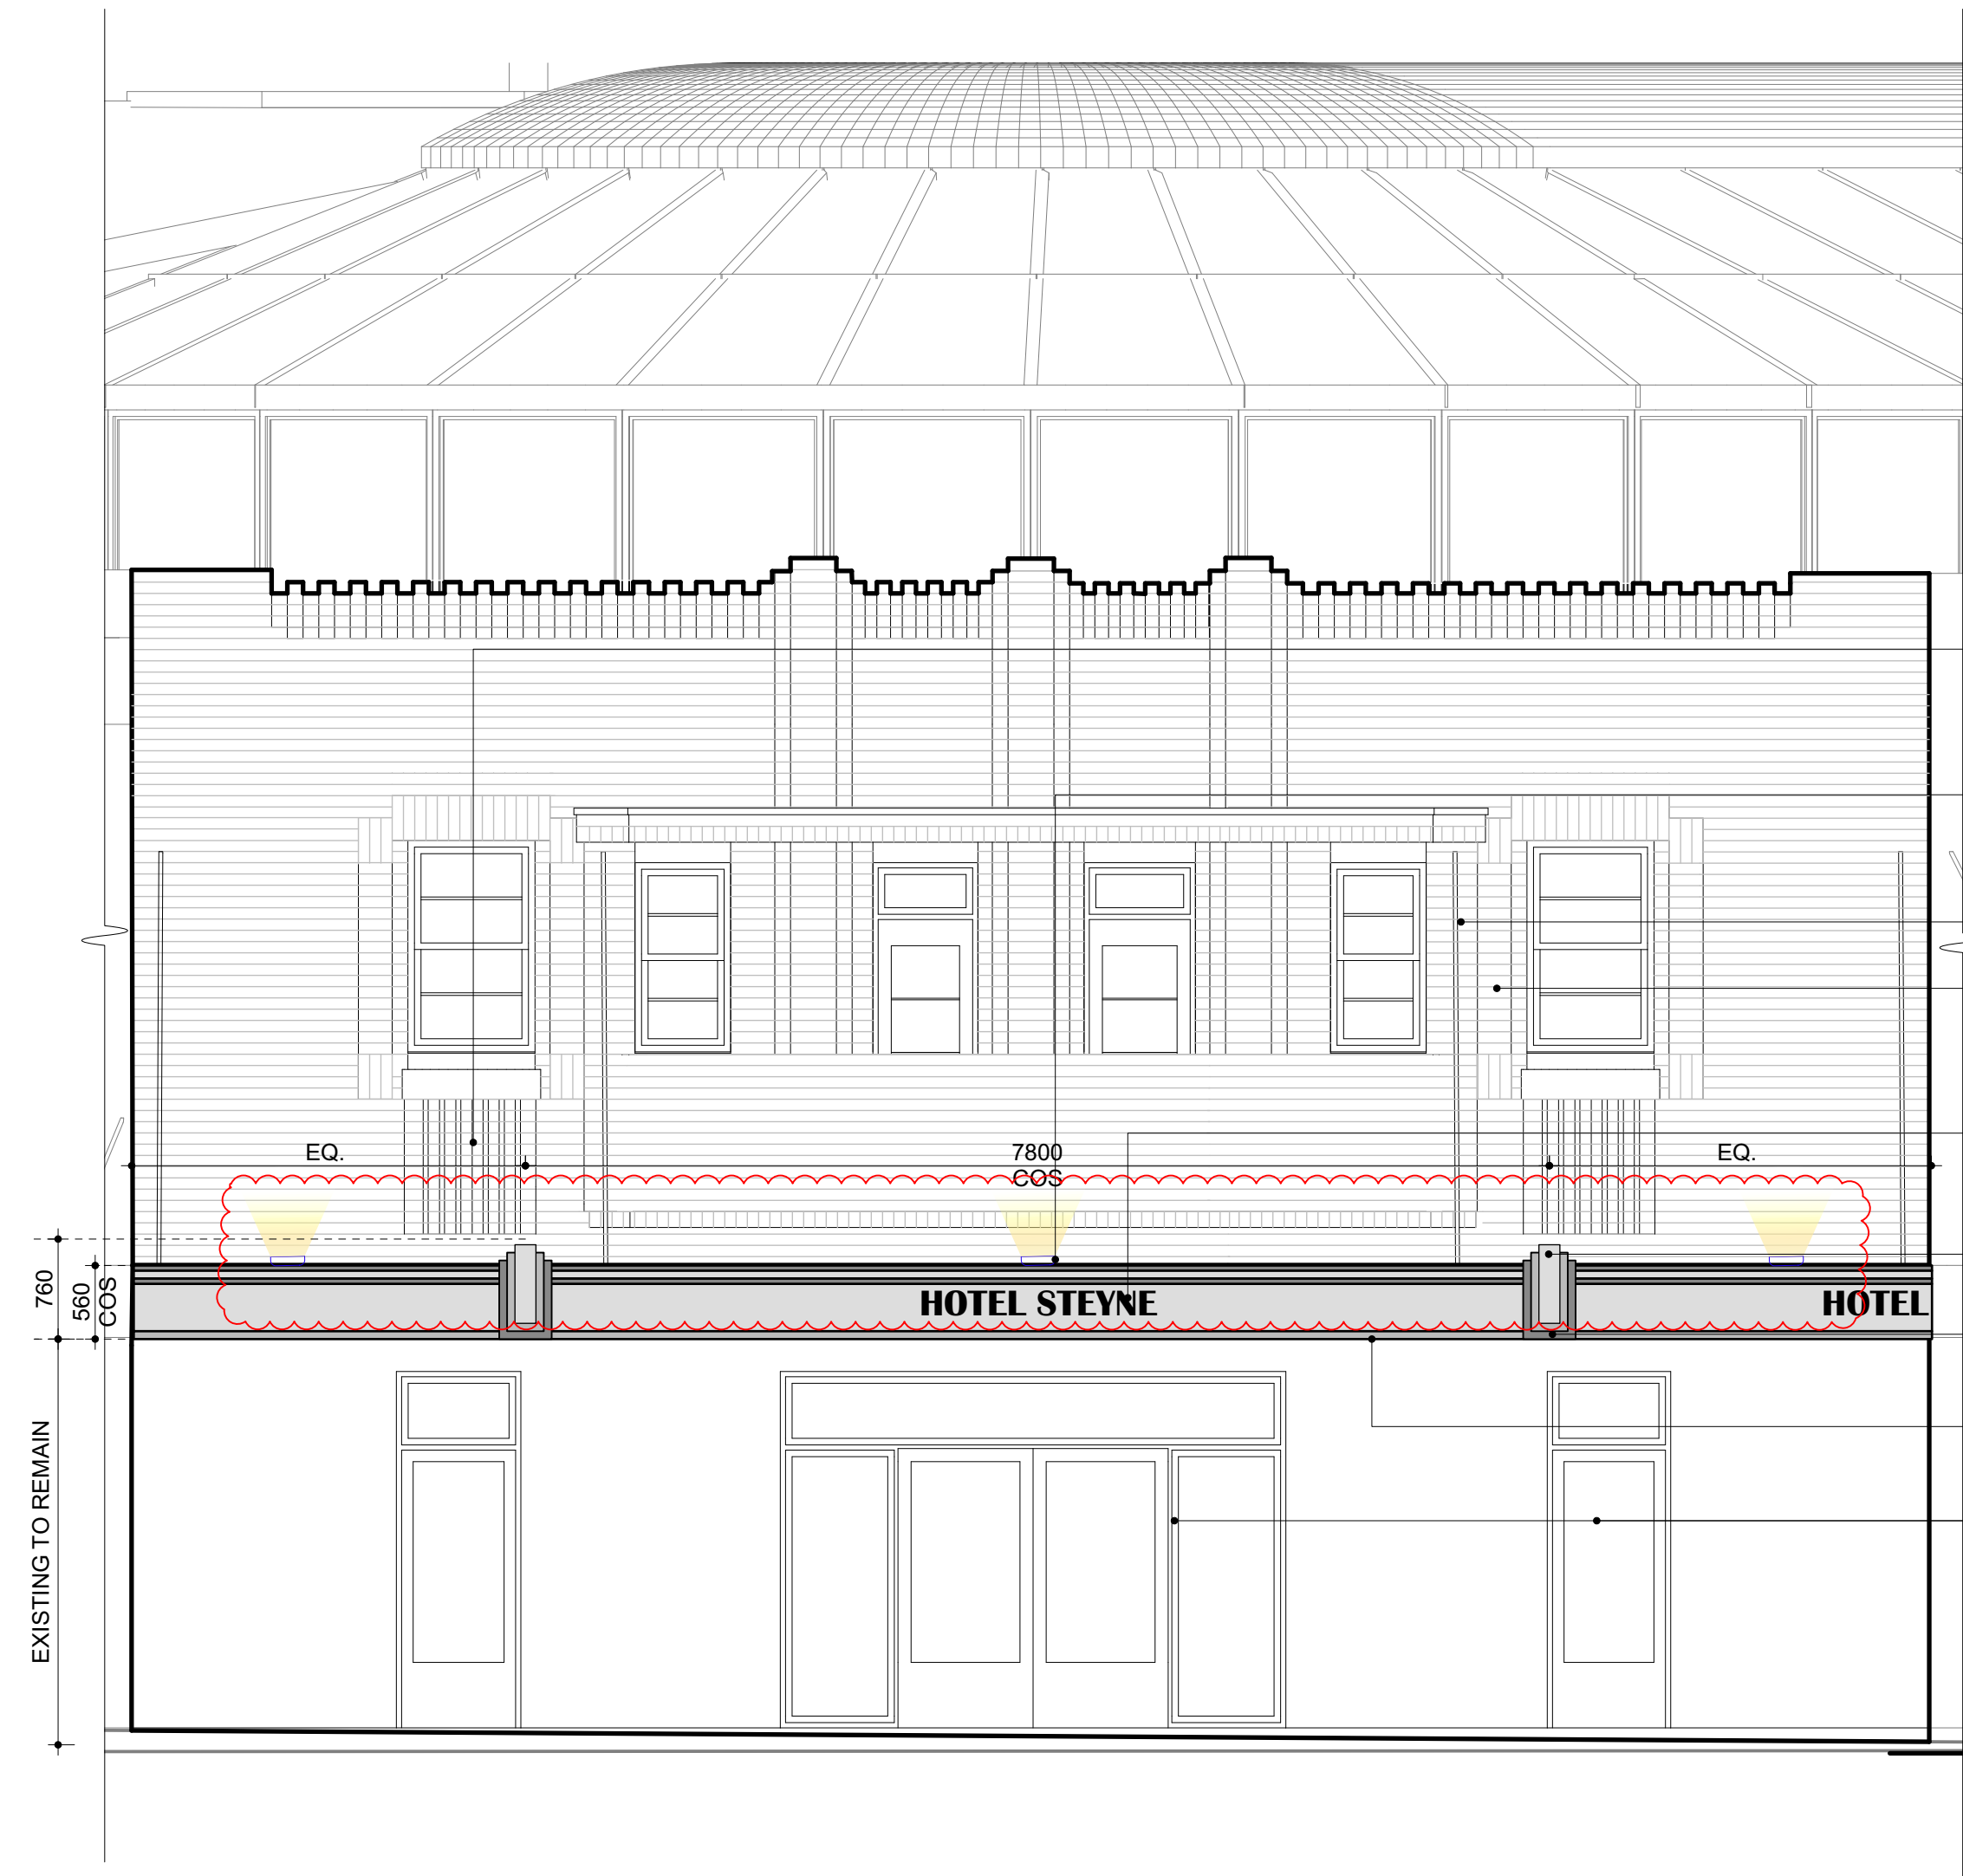 EQ.
7800
COS
EQ.
760
560
COS
HOTEL STEYNE
HOTEL
EXISTING TO REMAIN